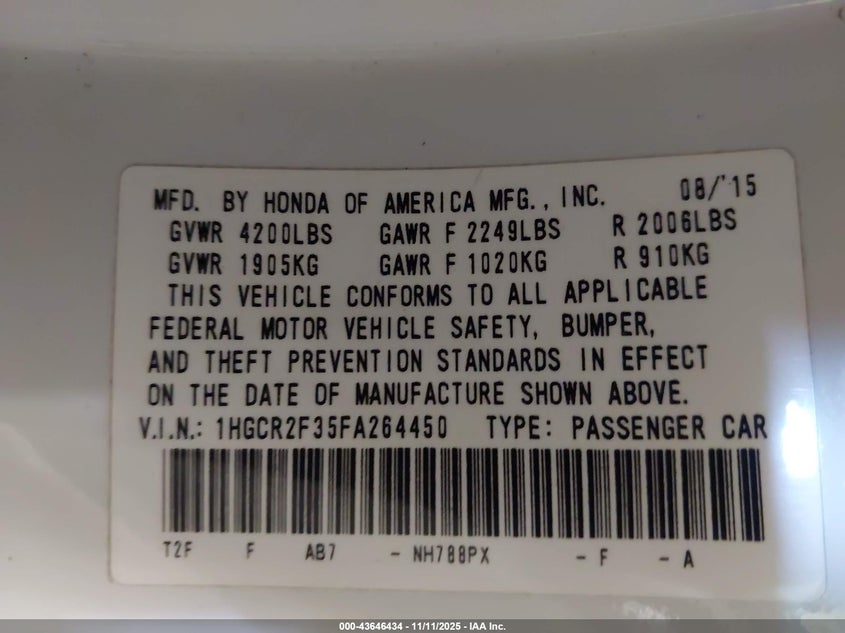 MFD. BY HONDA OF AMERICA MFG., INC. 08/'15
GVWR 4200LBS GAWR F 2249LBS R 2006LBS
GVWR 1905KG GAWR F 1020KG R 910KG
THIS VEHICLE CONFORMS TO ALL APPLICABLE
FEDERAL MOTOR VEHICLE SAFETY, BUMPER,
AND THEFT PREVENTION STANDARDS IN EFFECT
ON THE DATE OF MANUFACTURE SHOWN ABOVE.
V.I.N.: 1HGCR2F35FA264450 TYPE: PASSENGER CAR
T2F F AB7 - NH788PX - F - A
000-43646434 - 11/11/2025 - IAA Inc.